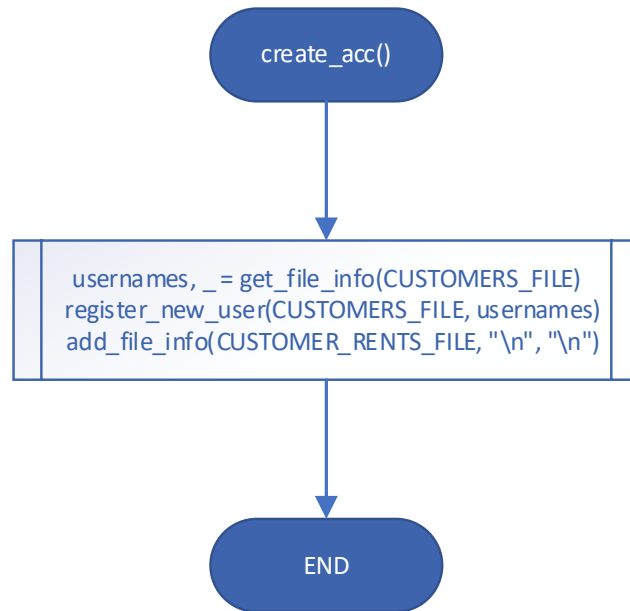 create_acc()
usernames, _ = get_file_info(CUSTOMERS_FILE)
register_new_user(CUSTOMERS_FILE, usernames)
add_file_info(CUSTOMER_RENTS_FILE, "\n", "\n")
END